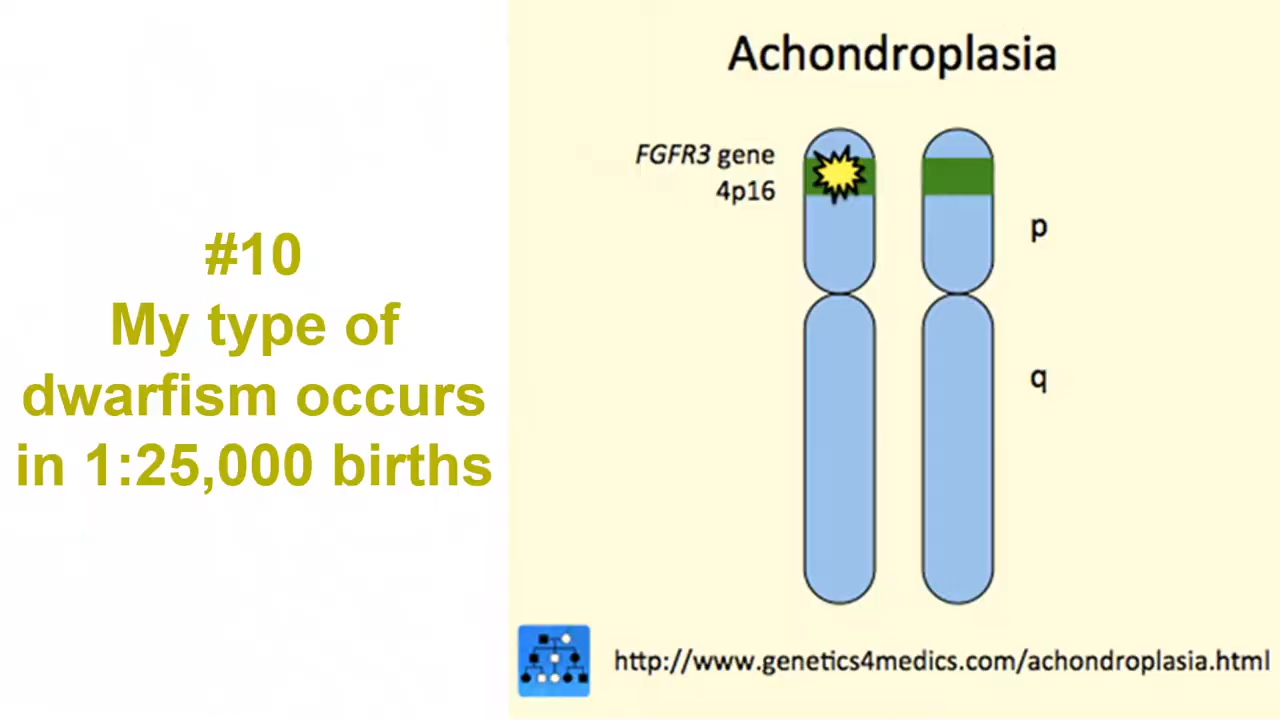 #10
My type of
dwarfism occurs
in 1:25,000 births
Achondroplasia
FGFR3 gene
4p16
p
q
http://www.genetics4medics.com/achondroplasia.html